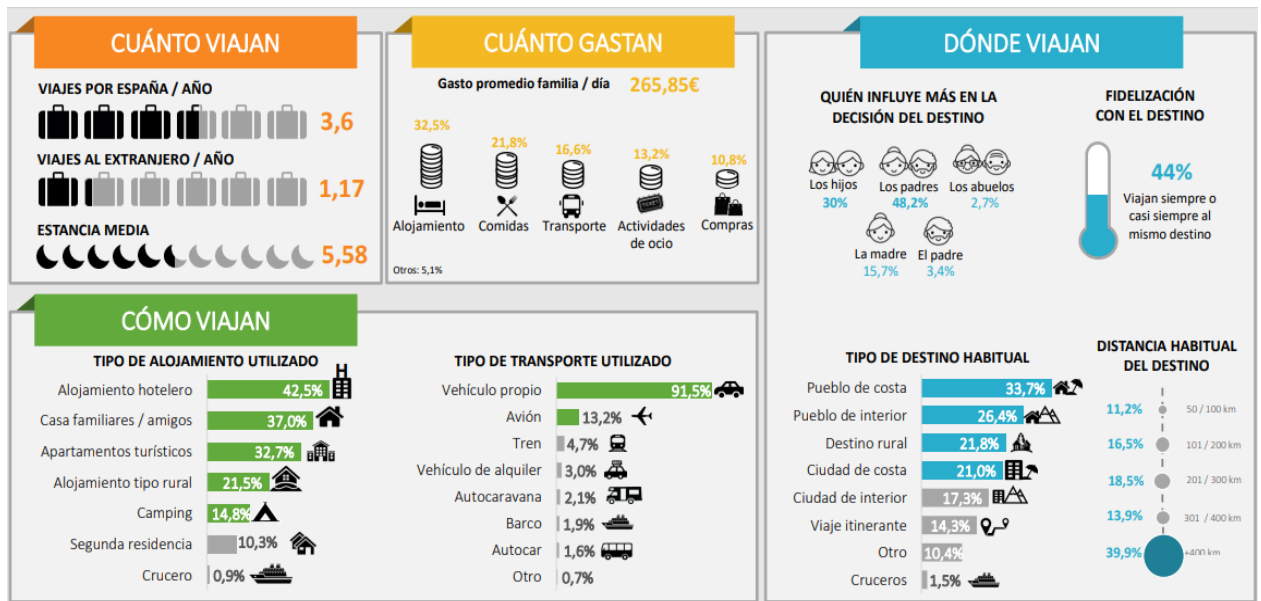 CUÁNTO VIAJAN
VIAJES POR ESPAÑA / AÑO
3,6
VIAJES AL EXTRANJERO / AÑO
1,17
ESTANCIA MEDIA
5,58
CUÁNTO GASTAN
Gasto promedio familia / día 265,85€
32,5% 21,8% 16,6% 13,2% 10,8%
TICKET
Alojamiento Comidas Transporte Actividades de ocio Compras
Otros: 5,1%
DÓNDE VIAJAN
QUIÉN INFLUYE MÁS EN LA
DECISIÓN DEL DESTINO
Los hijos Los padres Los abuelos
30% 48,2% 2,7%
La madre El padre
15,7% 3,4%
FIDELIZACIÓN
CON EL DESTINO
44%
Viajan siempre o
casi siempre al
mismo destino
CÓMO VIAJAN
TIPO DE ALOJAMIENTO UTILIZADO
H
Alojamiento hotelero 42,5%
Casa familiares / amigos 37,0%
Apartamentos turísticos 32,7%
Alojamiento tipo rural 21,5%
Camping 14,8%
Segunda residencia 10,3%
Crucero 0,9%
TIPO DE TRANSPORTE UTILIZADO
Vehículo propio 91,5%
Avión 13,2%
Tren 4,7%
Vehículo de alquiler 3,0%
Autocaravana 2,1%
Barco 1,9%
Autocar 1,6%
Otro 0,7%
TIPO DE DESTINO HABITUAL
Pueblo de costa 33,7%
Pueblo de interior 26,4%
Destino rural 21,8%
Ciudad de costa 21,0%
Ciudad de interior 17,3%
Viaje itinerante 14,3%
Otro 10,4%
Cruceros 1,5%
DISTANCIA HABITUAL
DEL DESTINO
11,2% 50 / 100 km
16,5% 101 / 200 km
18,5% 201 / 300 km
13,9% 301 / 400 km
39,9% +400 km